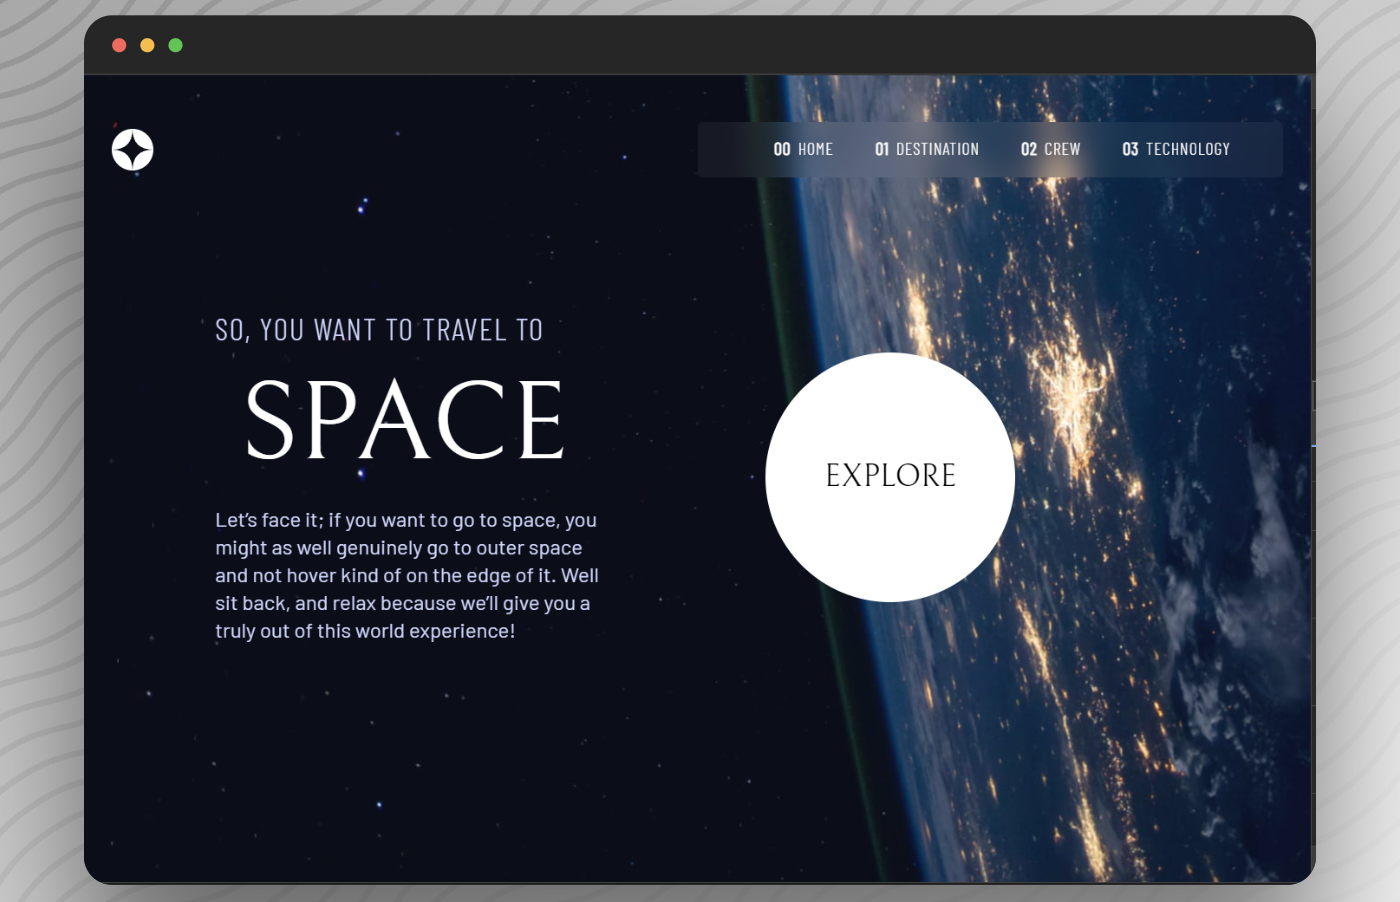 00 HOME 01 DESTINATION 02 CREW 03 TECHNOLOGY
SO, YOU WANT TO TRAVEL TO
SPACE
Let’s face it; if you want to go to space, you
might as well genuinely go to outer space
and not hover kind of on the edge of it. Well
sit back, and relax because we’ll give you a
truly out of this world experience!
EXPLORE